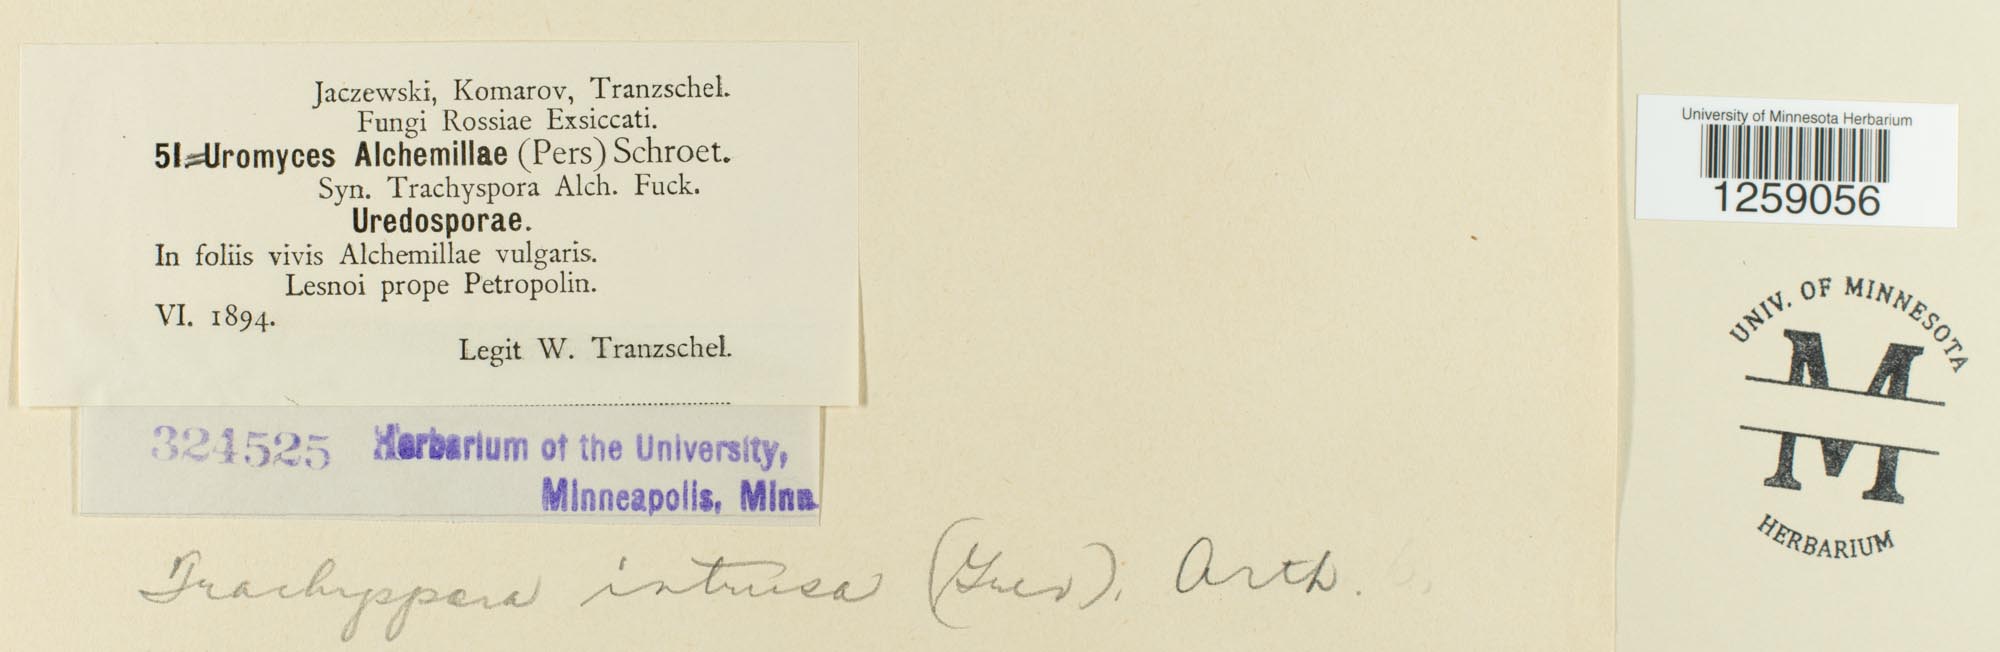 Jaczewski, Komarov, Tranzschel.
Fungi Rossiae Exsiccati.
51. Uromyces Alchemillae (Pers) Schroet.
Syn. Trachyspora Alch. Fuck.
Uredosporae.
In foliis vivis Alchemillae vulgaris.
Lesnoi prope Petropolin.
VI. 1894.
Legit W. Tranzschel.
324525 Herbarium of the University,
Minneapolis, Minn.
Trachyspora intrusa (Grev). Arth.
University of Minnesota Herbarium
1259056
UNIV. OF MINNESOTA
M
HERBARIUM